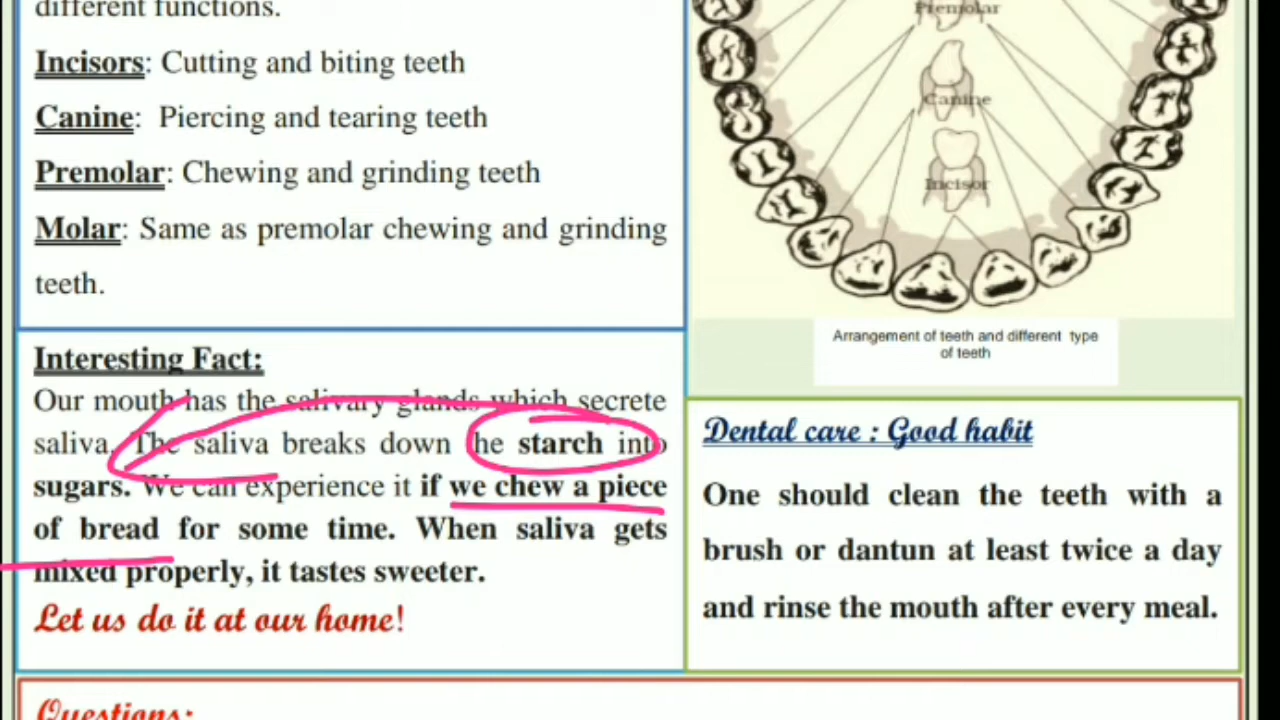 different functions.
Incisors: Cutting and biting teeth
Canine: Piercing and tearing teeth
Premolar: Chewing and grinding teeth
Molar: Same as premolar chewing and grinding
teeth.
Interesting Fact:
Our mouth has the salivary glands which secrete
saliva. The saliva breaks down he starch into
sugars. We can experience it if we chew a piece
of bread for some time. When saliva gets
mixed properly, it tastes sweeter.
Let us do it at our home!
Premolar
Canine
Incisor
Arrangement of teeth and different type
of teeth
Dental care : Good habit
One should clean the teeth with a
brush or dantun at least twice a day
and rinse the mouth after every meal.
Questions: